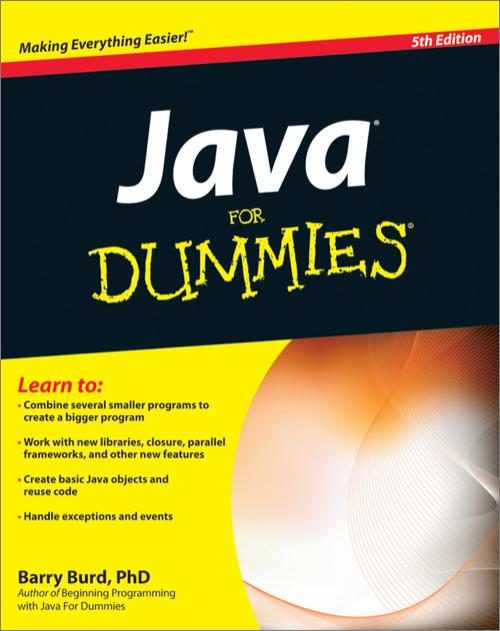 Making Everything Easier!™
5th Edition
Java®
FOR
DUMMIES®
Learn to:
• Combine several smaller programs to
create a bigger program
• Work with new libraries, closure, parallel
frameworks, and other new features
• Create basic Java objects and
reuse code
• Handle exceptions and events
Barry Burd, PhD
Author of Beginning Programming
with Java For Dummies